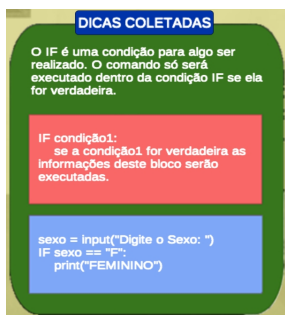 DICAS COLETADAS
O IF é uma condição para algo ser
realizado. O comando só será
executado dentro da condição IF se ela
for verdadeira.
IF condição1:
se a condição1 for verdadeira as
informações deste bloco serão
executadas.
sexo = input("Digite o Sexo: ")
IF sexo == "F":
print("FEMININO")